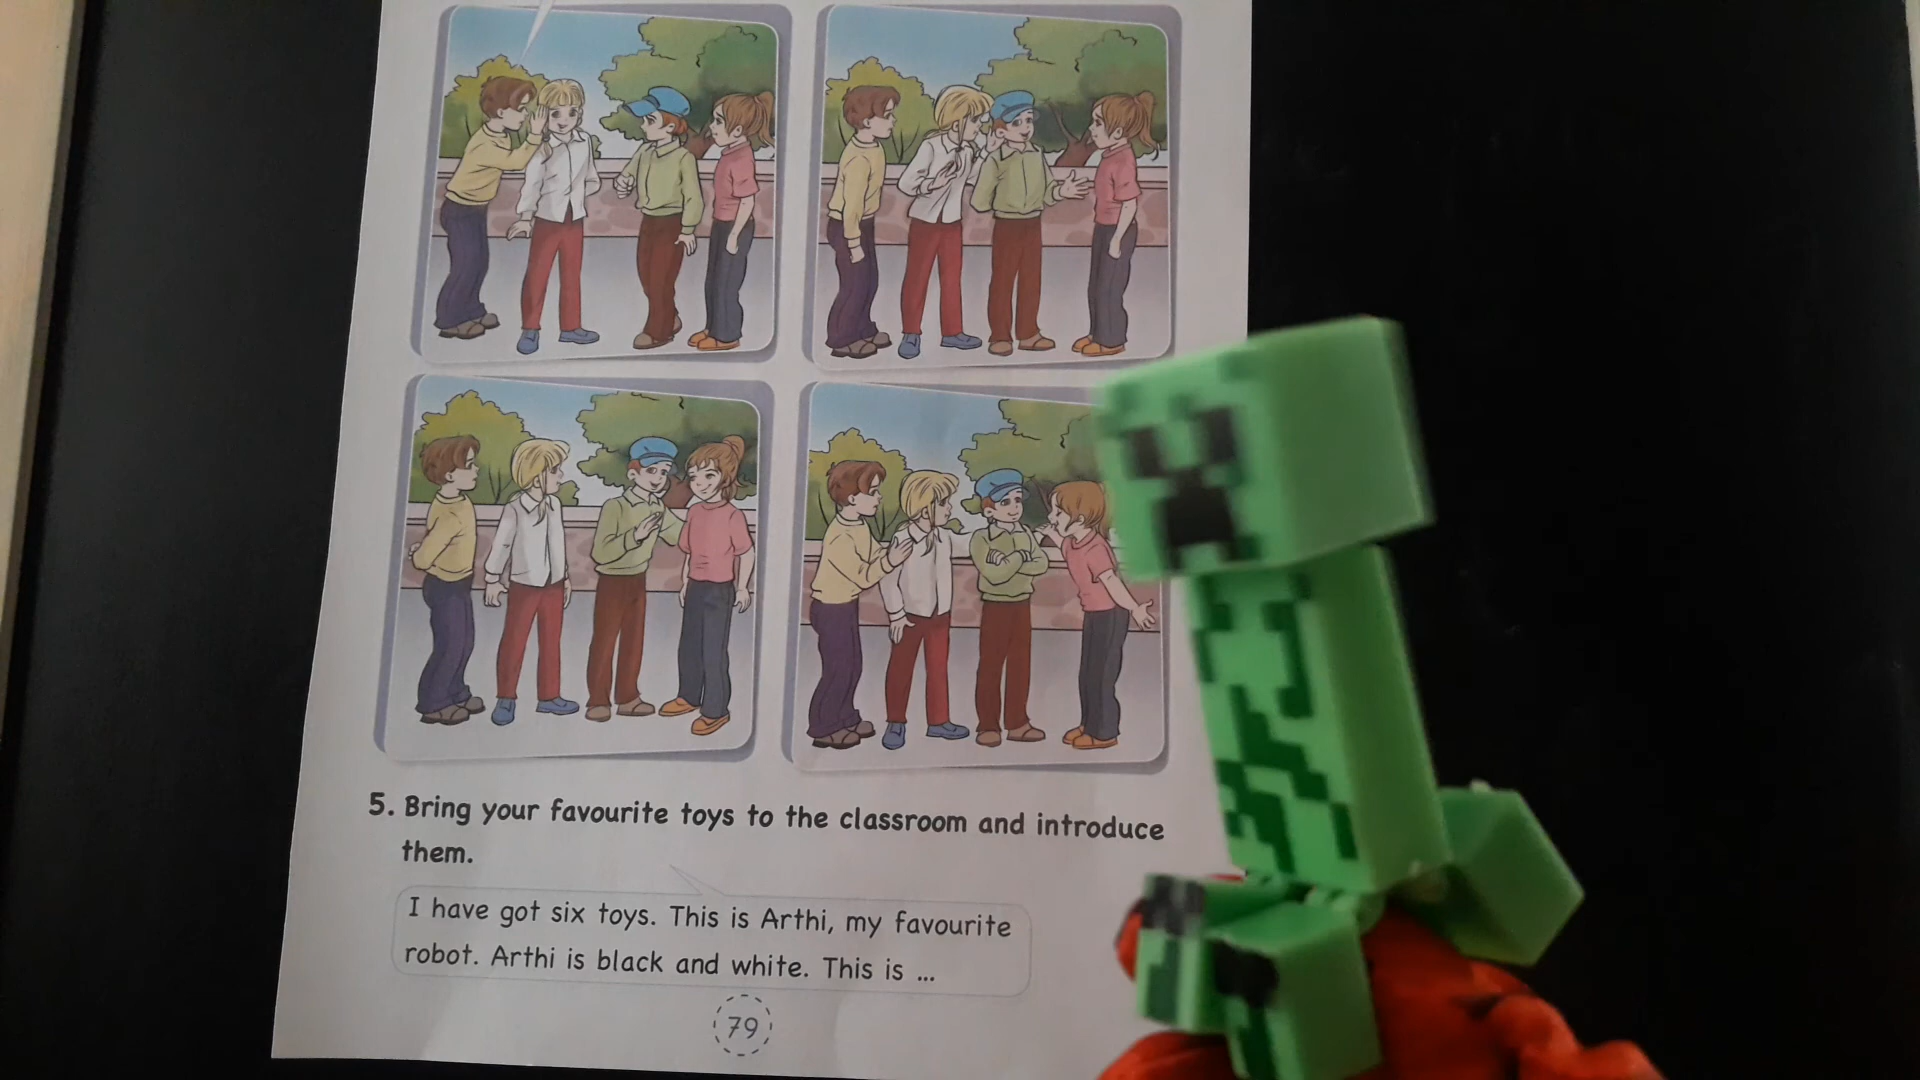 5. Bring your favourite toys to the classroom and introduce
them.
I have got six toys. This is Arthi, my favourite
robot. Arthi is black and white. This is ...
79